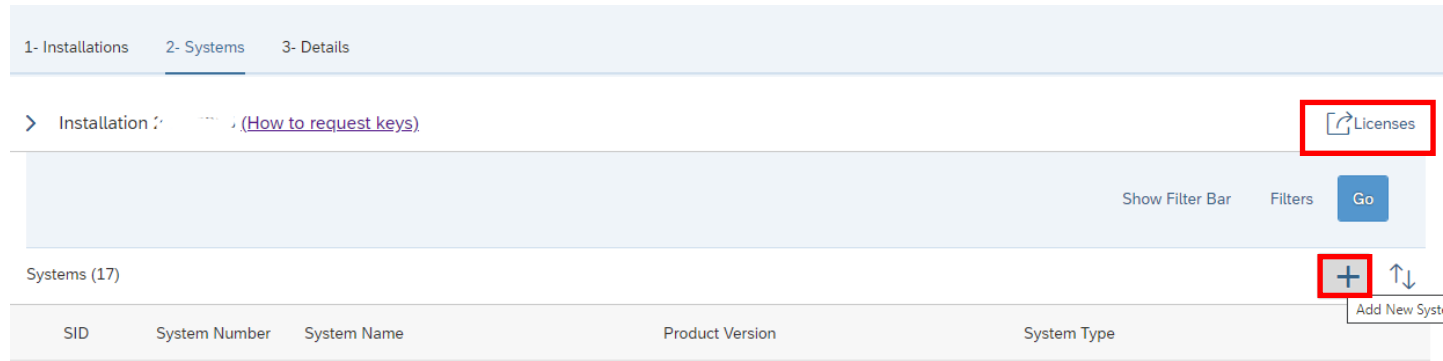 1- Installations 2- Systems 3- Details
Installation (How to request keys) Licenses
Show Filter Bar Filters Go
Systems (17)
Add New Syst
SID System Number System Name Product Version System Type